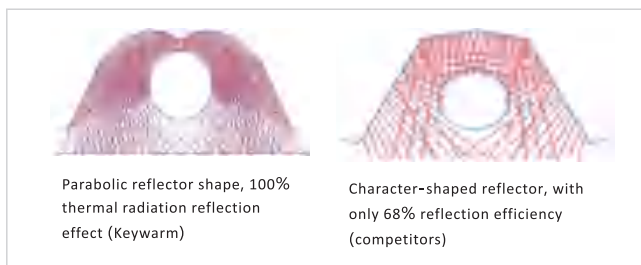 Parabolic reflector shape, 100%
thermal radiation reflection
effect (Keywarm)
Character-shaped reflector, with
only 68% reflection efficiency
(competitors)